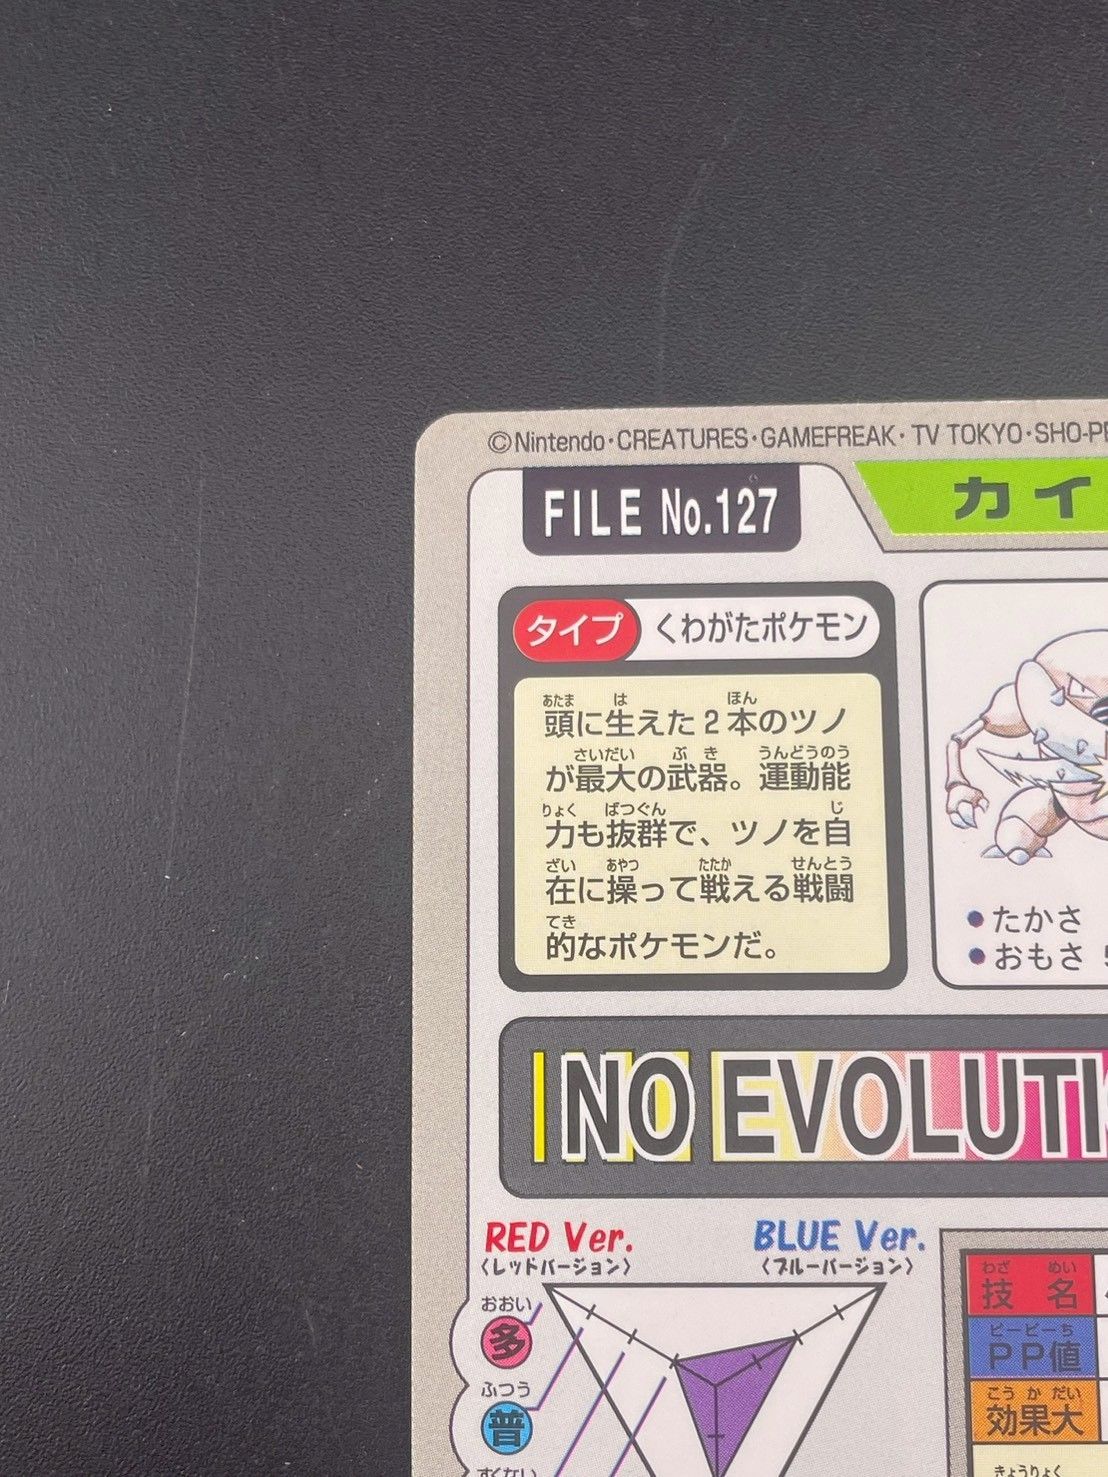 ©Nintendo・CREATURES・GAMEFREAK・TV TOKYO・SHO-P
FILE No.127
カイ
タイプ くわがたポケモン
あたま は ほん
頭に生えた2本のツノ
さいだい ぶき うんどうのう
が最大の武器。運動能
りょく ばつぐん じ
力も抜群で、ツノを自
ざい あやつ たたか せんとう
在に操って戦える戦闘
てき
的なポケモンだ。
● たかさ
● おもさ 5
NO EVOLUTI
RED Ver. BLUE Ver.
〈レッドバージョン〉 〈ブルーバージョン〉
おおい
多
ふつう
普
すくない
わざ めい
技 名
ピーピーち
PP値
こうかだい
効果大
きょうりょく